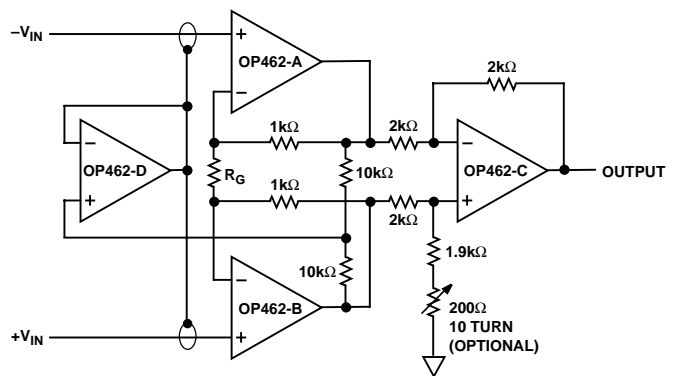 −VIN
+
OP462-A
−
2kΩ
1kΩ
2kΩ
−
OP462-D
+
RG
10kΩ
−
OP462-C
+
OUTPUT
1kΩ
2kΩ
1.9kΩ
10kΩ
−
OP462-B
+
200Ω
10 TURN
(OPTIONAL)
+VIN